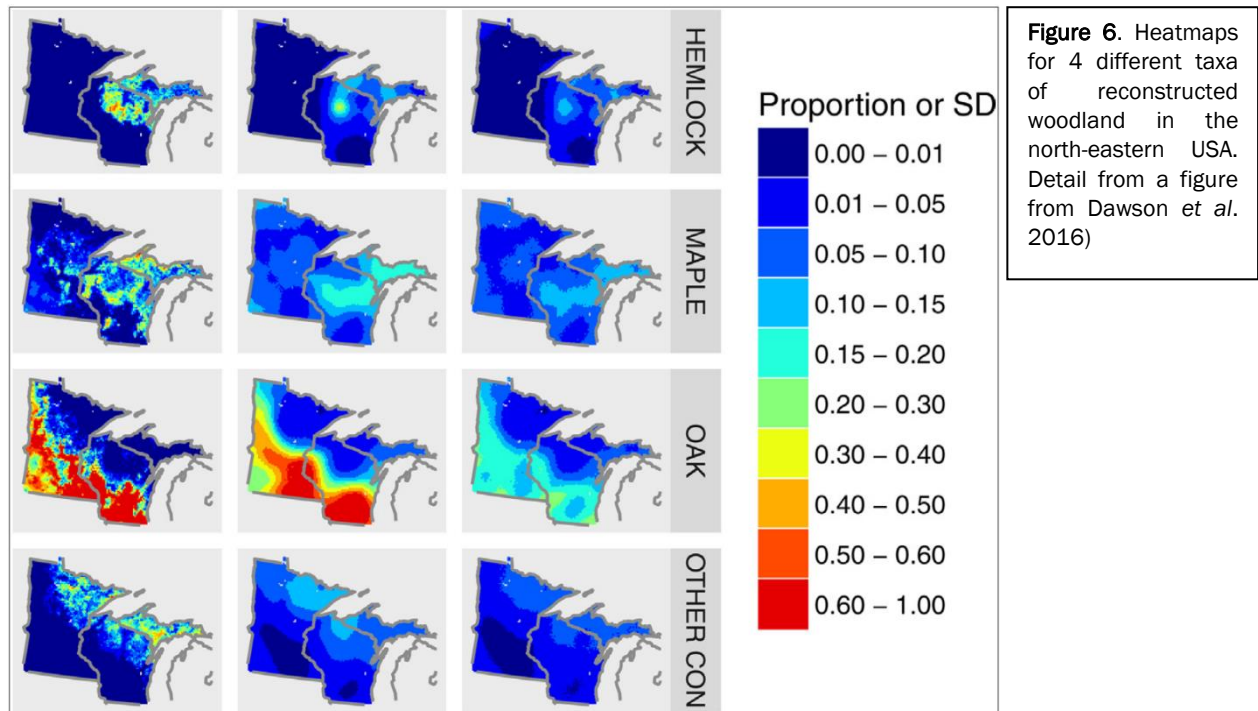 HEMLOCK
MAPLE
OAK
OTHER CON
Proportion or SD
0.00 – 0.01
0.01 – 0.05
0.05 – 0.10
0.10 – 0.15
0.15 – 0.20
0.20 – 0.30
0.30 – 0.40
0.40 – 0.50
0.50 – 0.60
0.60 – 1.00
Figure 6. Heatmaps
for 4 different taxa
of reconstructed
woodland in the
north-eastern USA.
Detail from a figure
from Dawson et al.
2016)